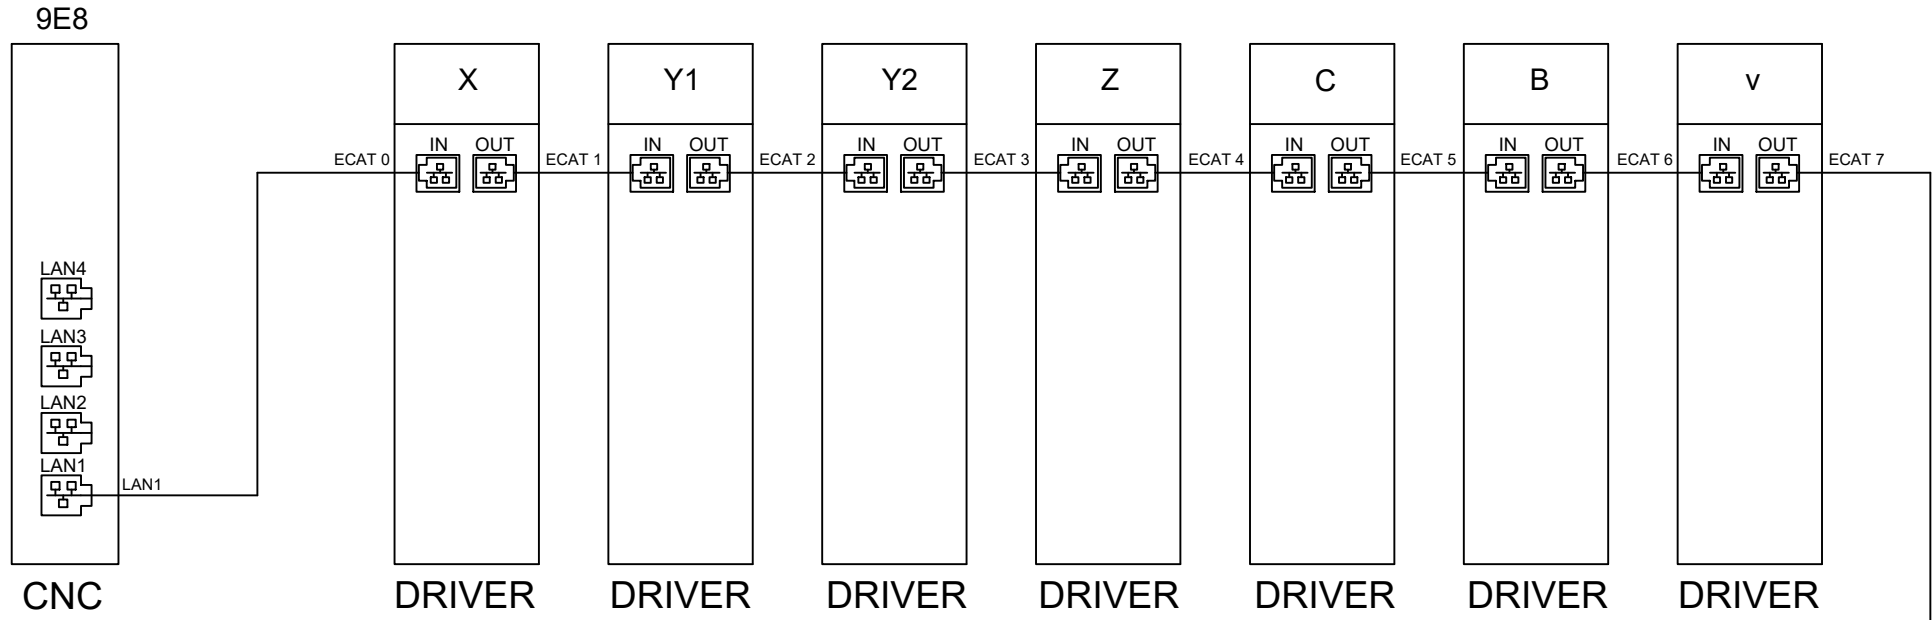 9E8
X
Y1
Y2
Z
C
B
v
IN OUT
IN OUT
IN OUT
IN OUT
IN OUT
IN OUT
IN OUT
ECAT 0
ECAT 1
ECAT 2
ECAT 3
ECAT 4
ECAT 5
ECAT 6
ECAT 7
LAN4
LAN3
LAN2
LAN1
LAN1
CNC
DRIVER
DRIVER
DRIVER
DRIVER
DRIVER
DRIVER
DRIVER